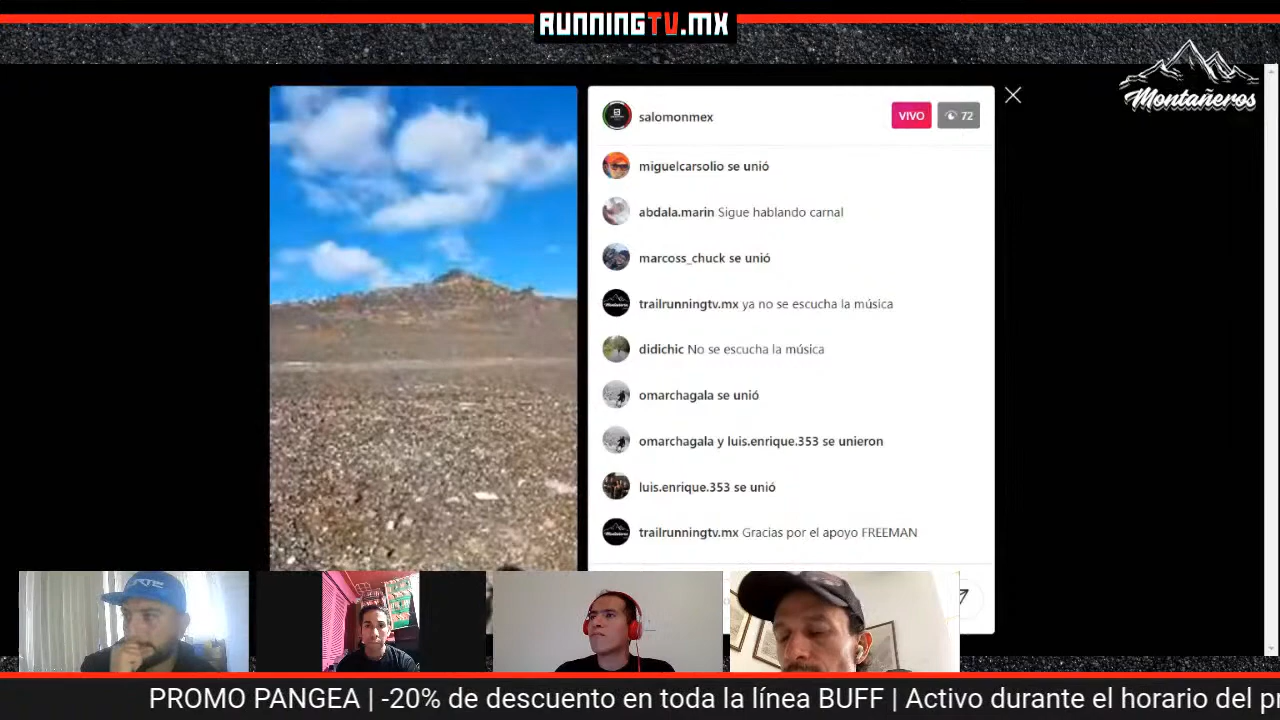 RUNNINGTV.MX
Montañeros
salomonmex
VIVO
72
miguelcarsolio se unió
abdala.marin Sigue hablando carnal
marcoss_chuck se unió
trailrunningtv.mx ya no se escucha la música
didichic No se escucha la música
omarchagala se unió
omarchagala y luis.enrique.353 se unieron
luis.enrique.353 se unió
trailrunningtv.mx Gracias por el apoyo FREEMAN
PROMO PANGEA | -20% de descuento en toda la línea BUFF | Activo durante el horario del pr